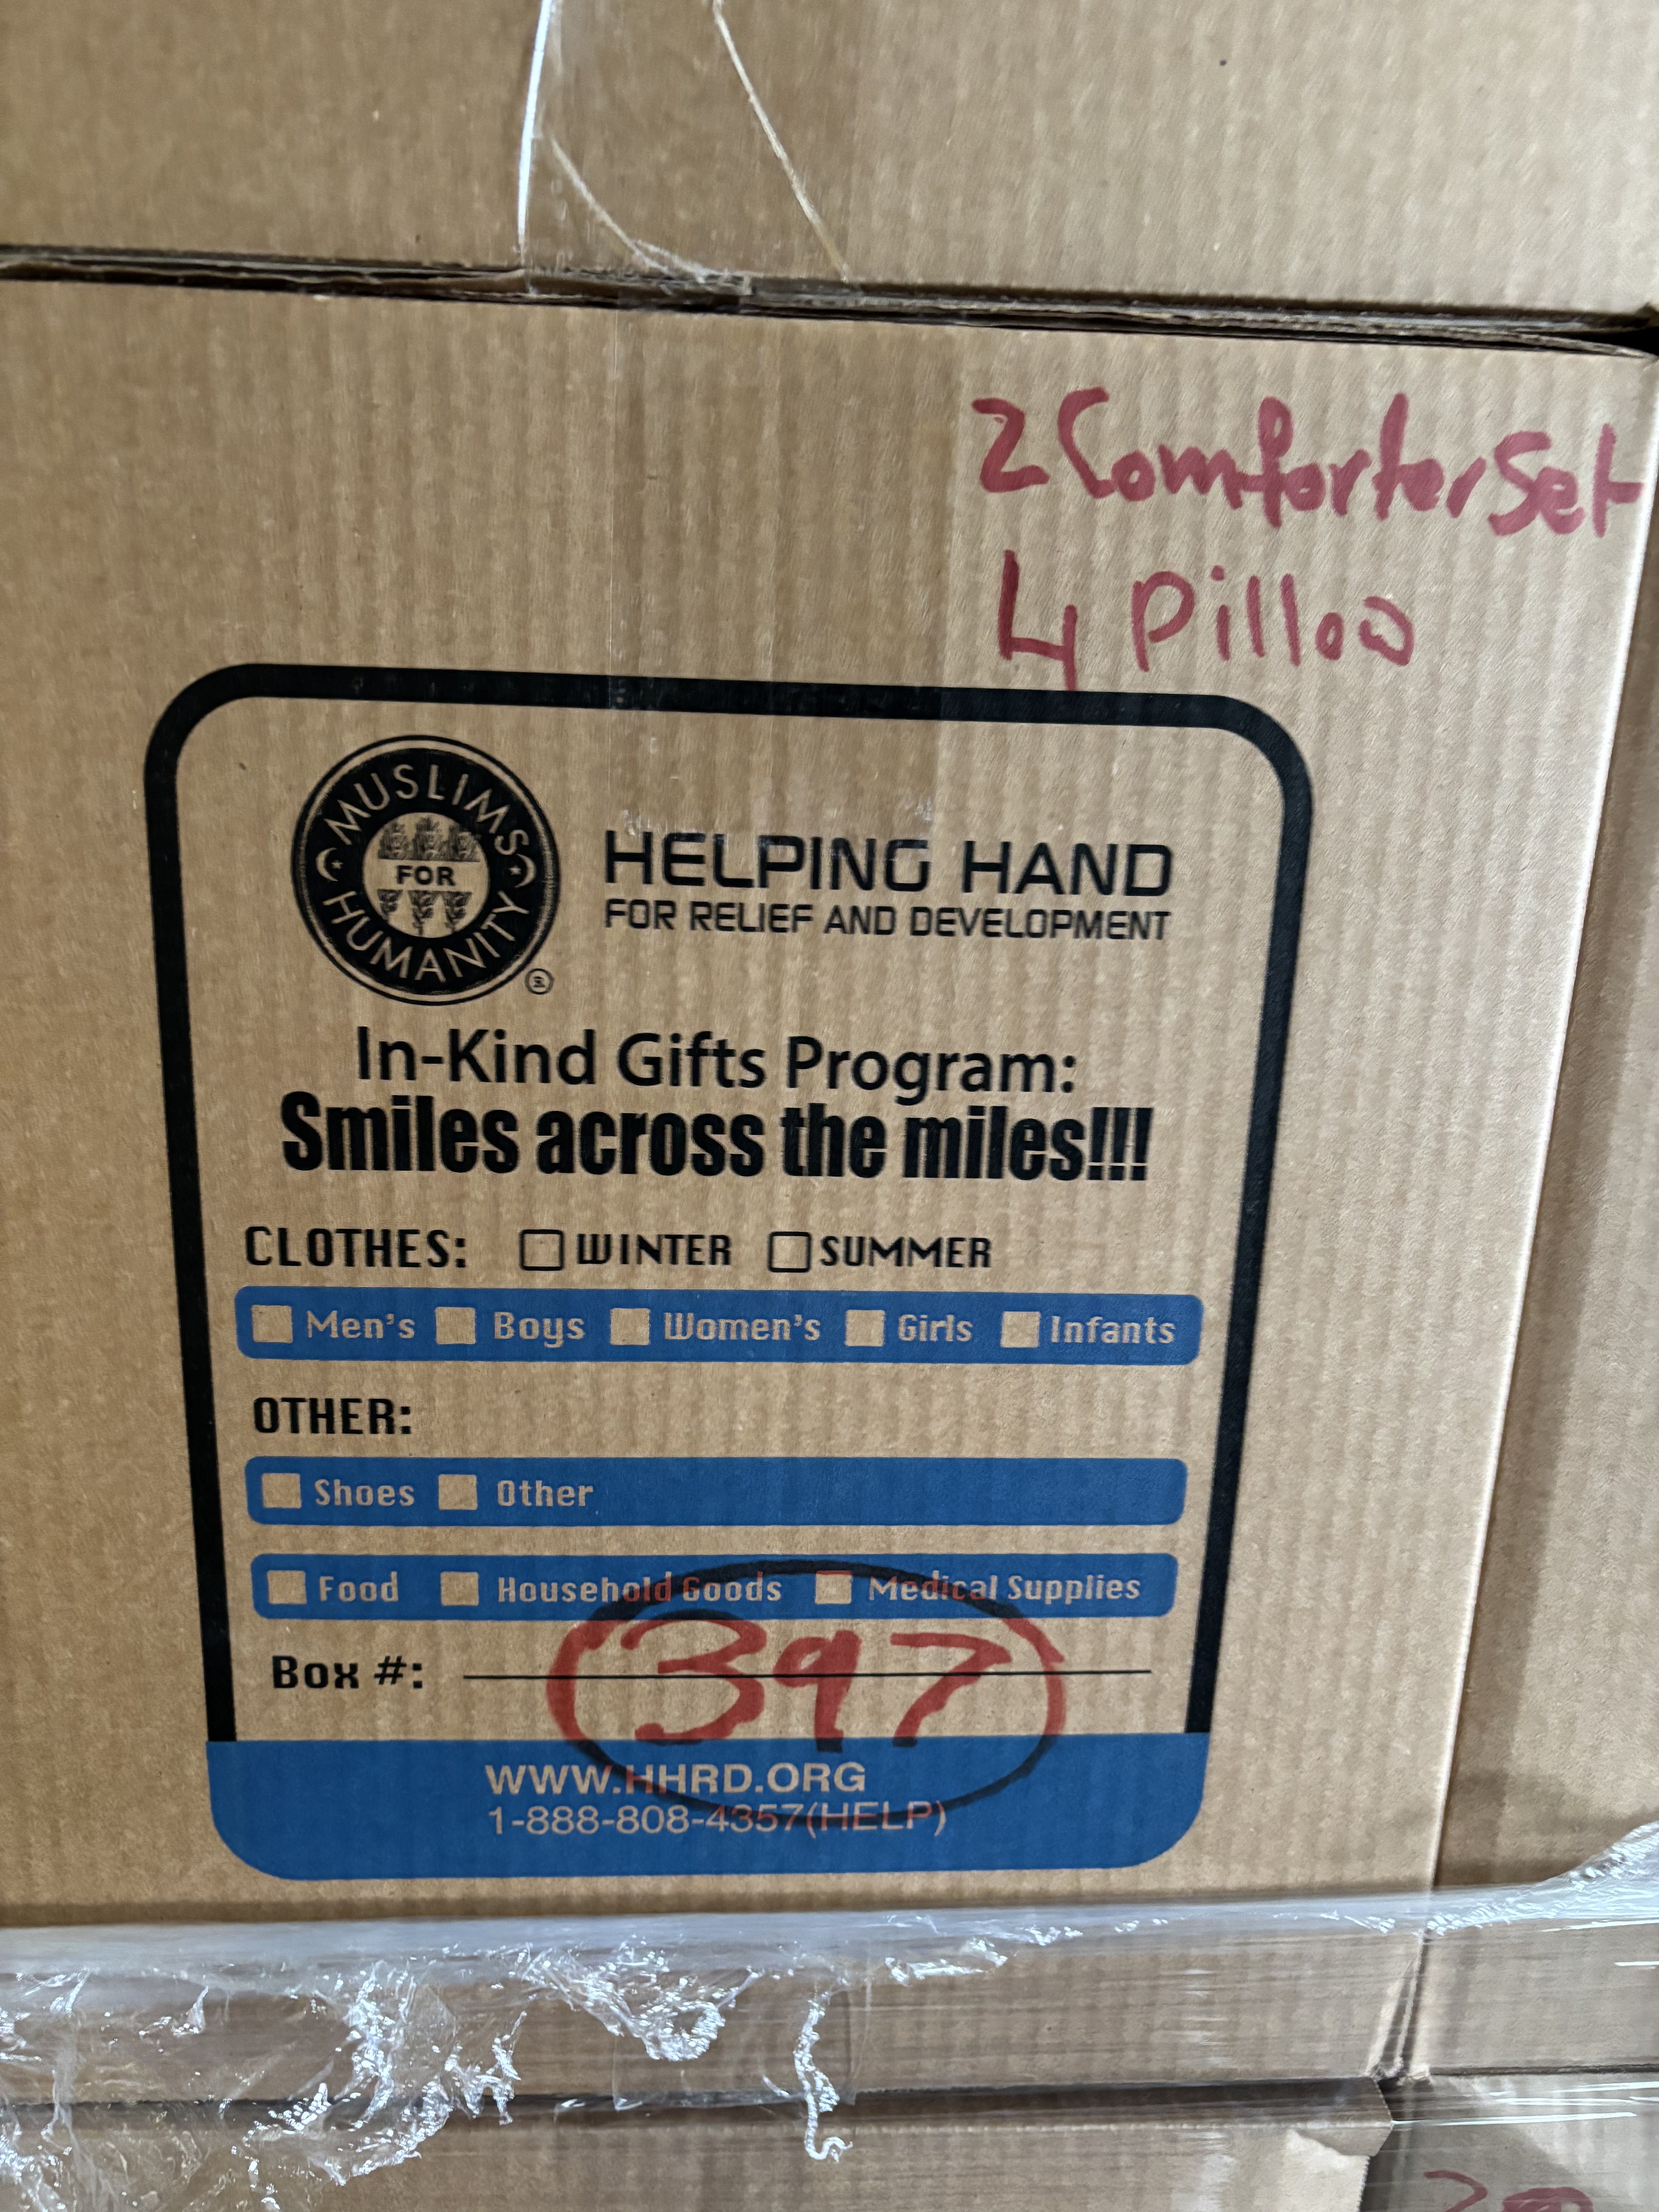 2 Comforter Set
4 Pilloo
MUSLIMS
FOR
HUMANITY
®
HELPING HAND
FOR RELIEF AND DEVELOPMENT
In-Kind Gifts Program:
Smiles across the miles!!!
CLOTHES: WINTER SUMMER
Men's Boys Women's Girls Infants
OTHER:
Shoes Other
Food Household Goods Medical Supplies
Box #: 397
WWW.HHRD.ORG
1-888-808-4357(HELP)